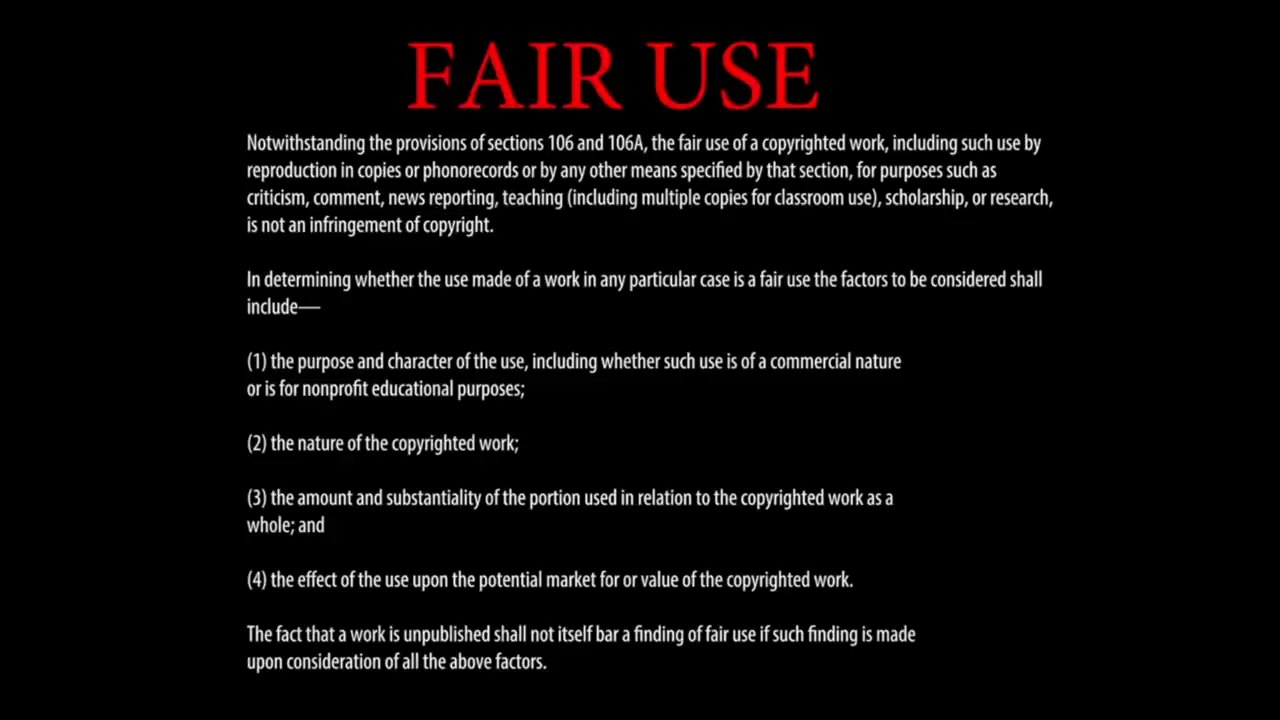 FAIR USE
Notwithstanding the provisions of sections 106 and 106A, the fair use of a copyrighted work, including such use by
reproduction in copies or phonorecords or by any other means specified by that section, for purposes such as
criticism, comment, news reporting, teaching (including multiple copies for classroom use), scholarship, or research,
is not an infringement of copyright.
In determining whether the use made of a work in any particular case is a fair use the factors to be considered shall
include—
(1) the purpose and character of the use, including whether such use is of a commercial nature
or is for nonprofit educational purposes;
(2) the nature of the copyrighted work;
(3) the amount and substantiality of the portion used in relation to the copyrighted work as a
whole; and
(4) the effect of the use upon the potential market for or value of the copyrighted work.
The fact that a work is unpublished shall not itself bar a finding of fair use if such finding is made
upon consideration of all the above factors.